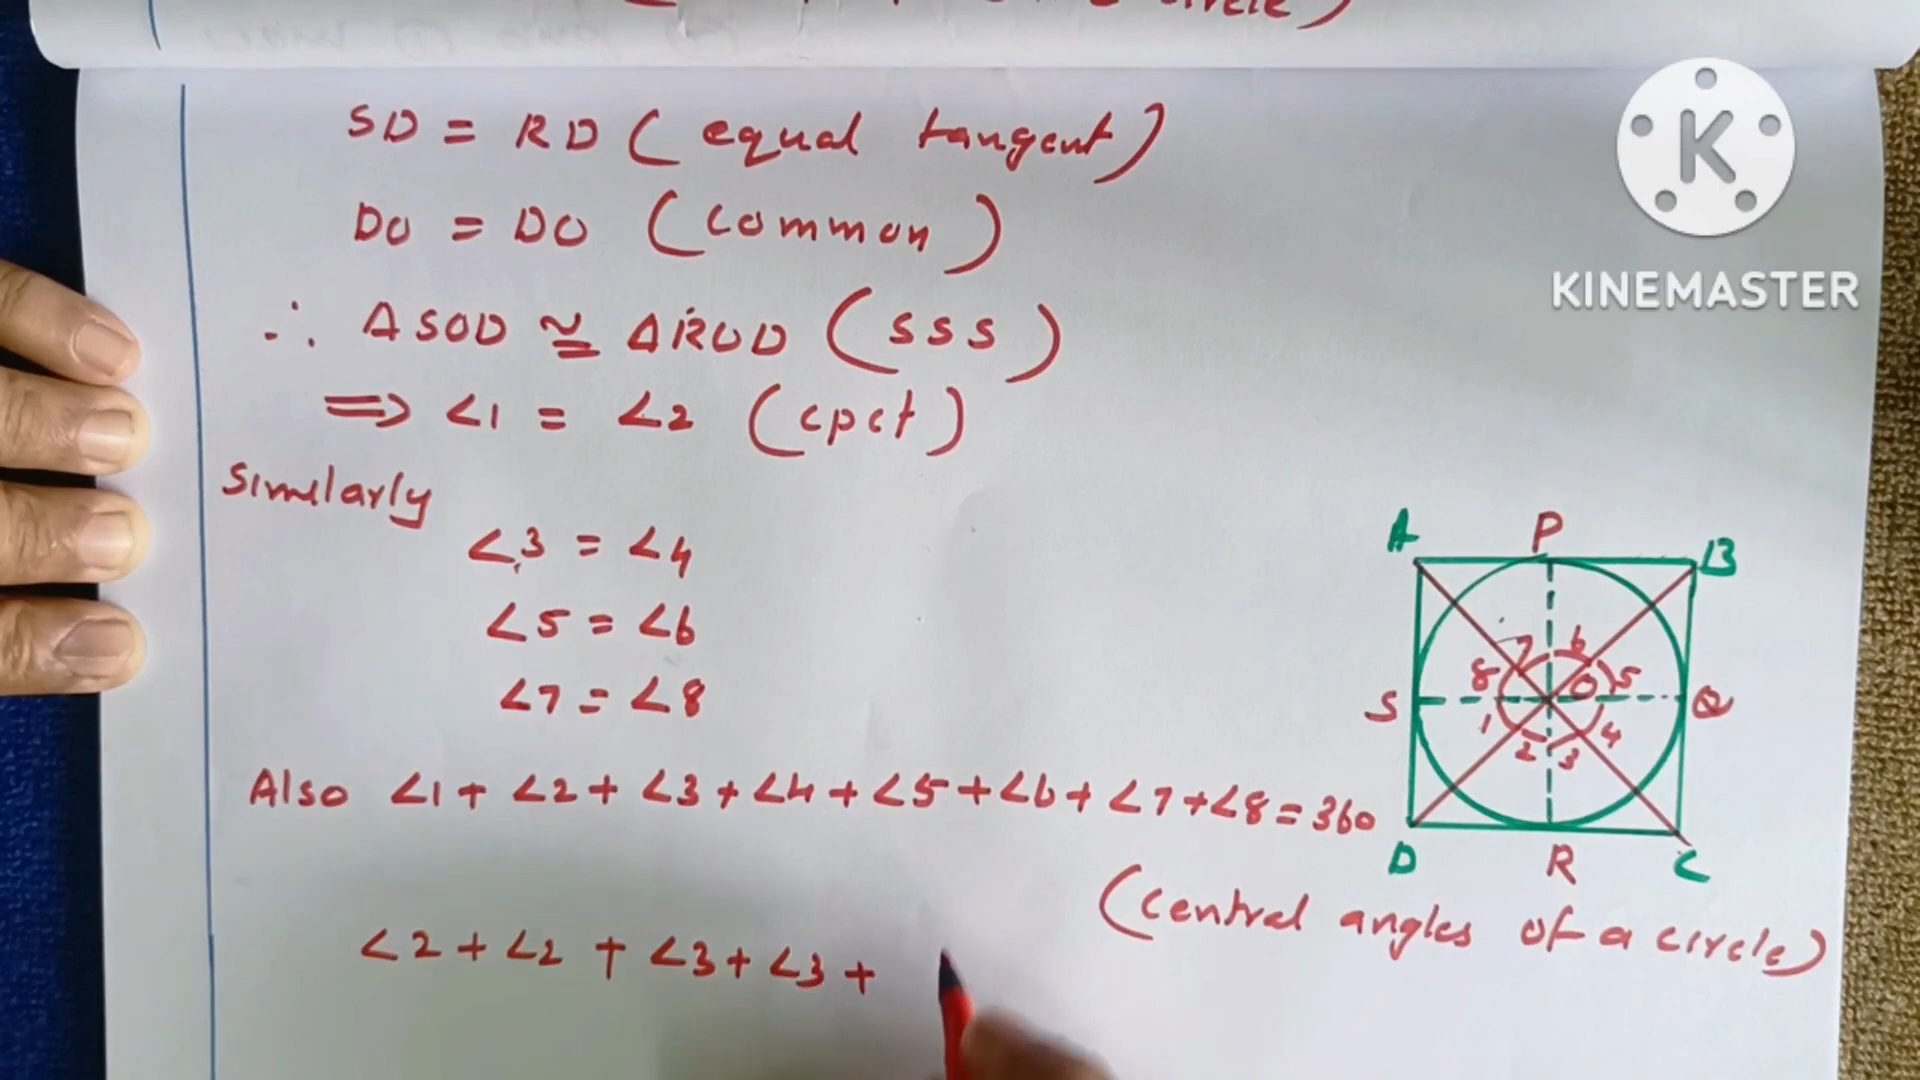 circle)
SD = RD (equal tangent)
DO = DO (common)
∴ ΔSOD ≅ ΔROD (SSS)
⇒ ∠1 = ∠2 (cpct)
Similarly
∠3 = ∠4
∠5 = ∠6
∠7 = ∠8
Also ∠1 + ∠2 + ∠3 + ∠4 + ∠5 + ∠6 + ∠7 + ∠8 = 360
(central angles of a circle)
∠2 + ∠2 + ∠3 + ∠3 +
A P B
7 6
8 O 5
S Q
1 4
2 3
D R C
K
KINEMASTER